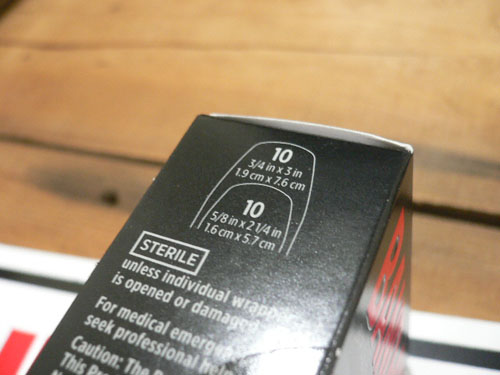 10
3/4 in x 3 in
1.9 cm x 7.6 cm
10
5/8 in x 2 1/4 in
1.6 cm x 5.7 cm
STERILE
unless individual
is opened or
For medical
seek professional
Caution: The
This